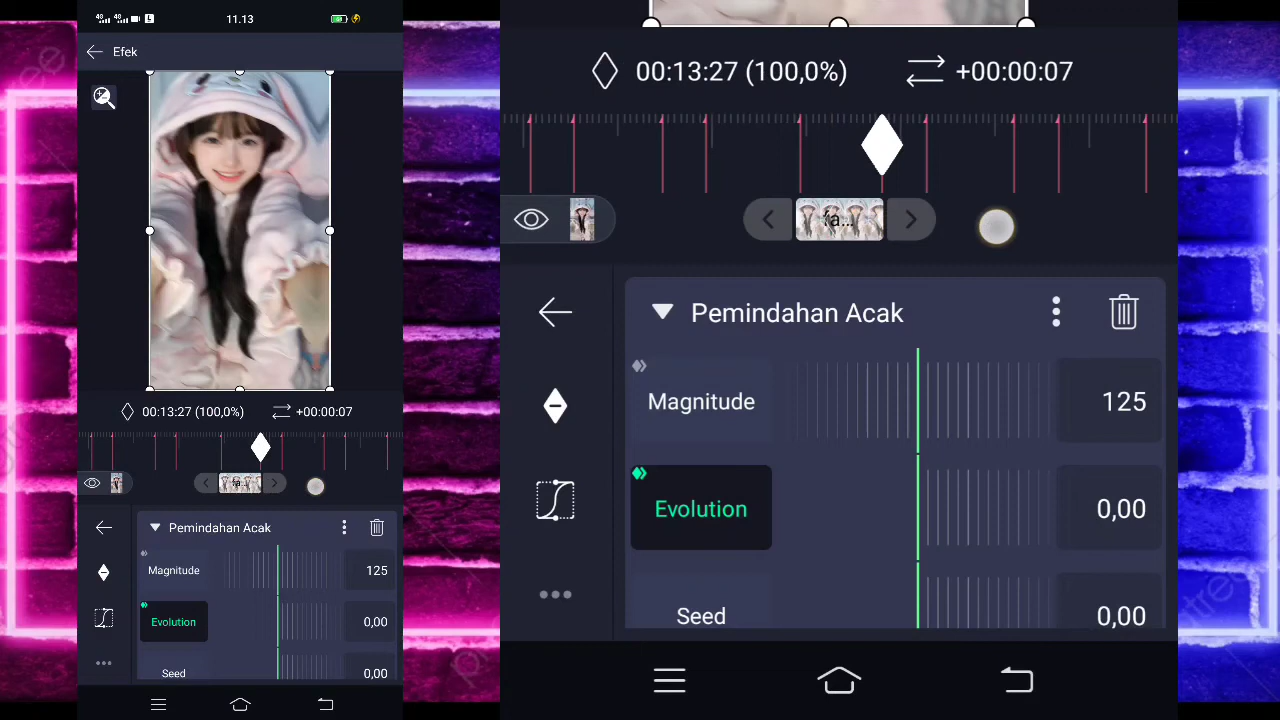 11.13
Efek
00:13:27 (100,0%)
+00:00:07
Pemindahan Acak
Magnitude
125
Evolution
0,00
Seed
0,00
00:13:27 (100,0%)
+00:00:07
Pemindahan Acak
Magnitude
125
Evolution
0,00
Seed
0,00